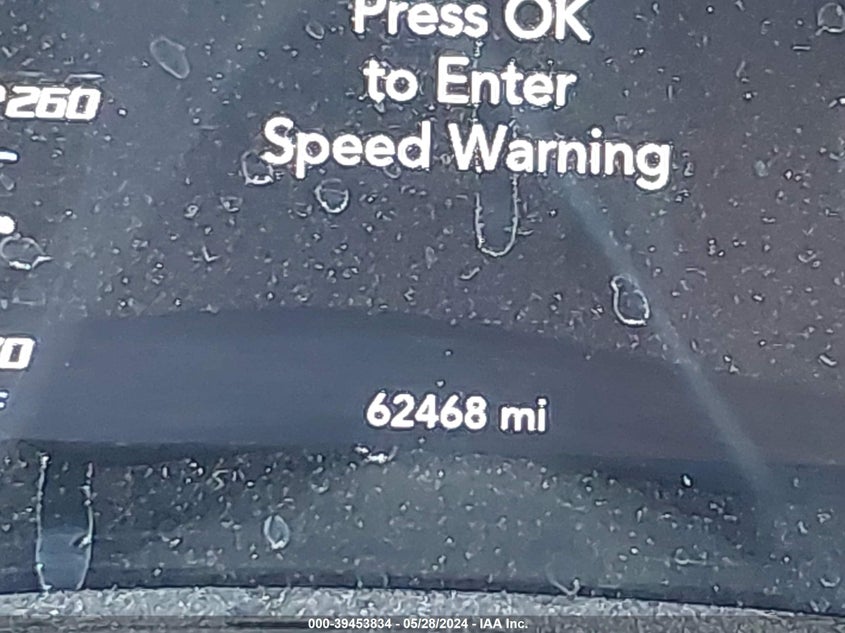 Press OK
to Enter
260
Speed Warning
62468 mi
000-39453834 - 05/28/2024 - IAA Inc.